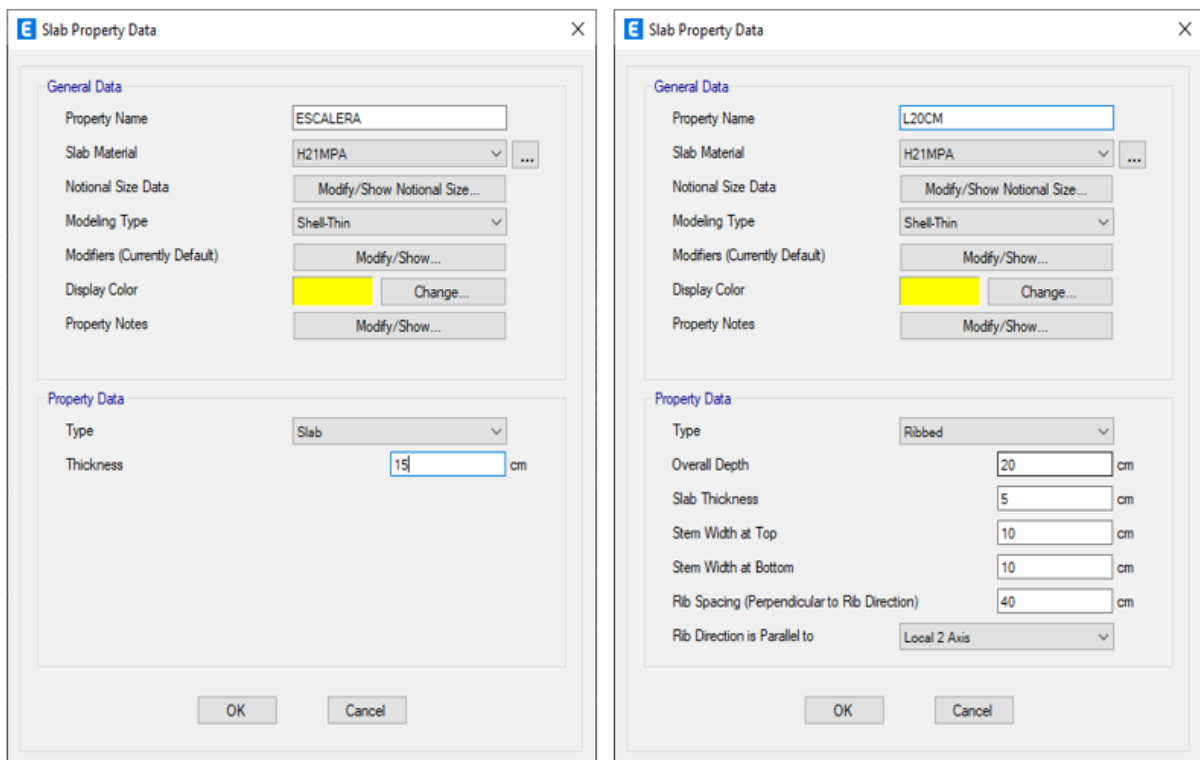 E Slab Property Data
General Data
Property Name ESCALERA
Slab Material H21MPA ...
Notional Size Data Modify/Show Notional Size...
Modeling Type Shell-Thin
Modifiers (Currently Default) Modify/Show...
Display Color Change...
Property Notes Modify/Show...
Property Data
Type Slab
Thickness 15 cm
OK Cancel
E Slab Property Data
General Data
Property Name L20CM
Slab Material H21MPA ...
Notional Size Data Modify/Show Notional Size...
Modeling Type Shell-Thin
Modifiers (Currently Default) Modify/Show...
Display Color Change...
Property Notes Modify/Show...
Property Data
Type Ribbed
Overall Depth 20 cm
Slab Thickness 5 cm
Stem Width at Top 10 cm
Stem Width at Bottom 10 cm
Rib Spacing (Perpendicular to Rib Direction) 40 cm
Rib Direction is Parallel to Local 2 Axis
OK Cancel